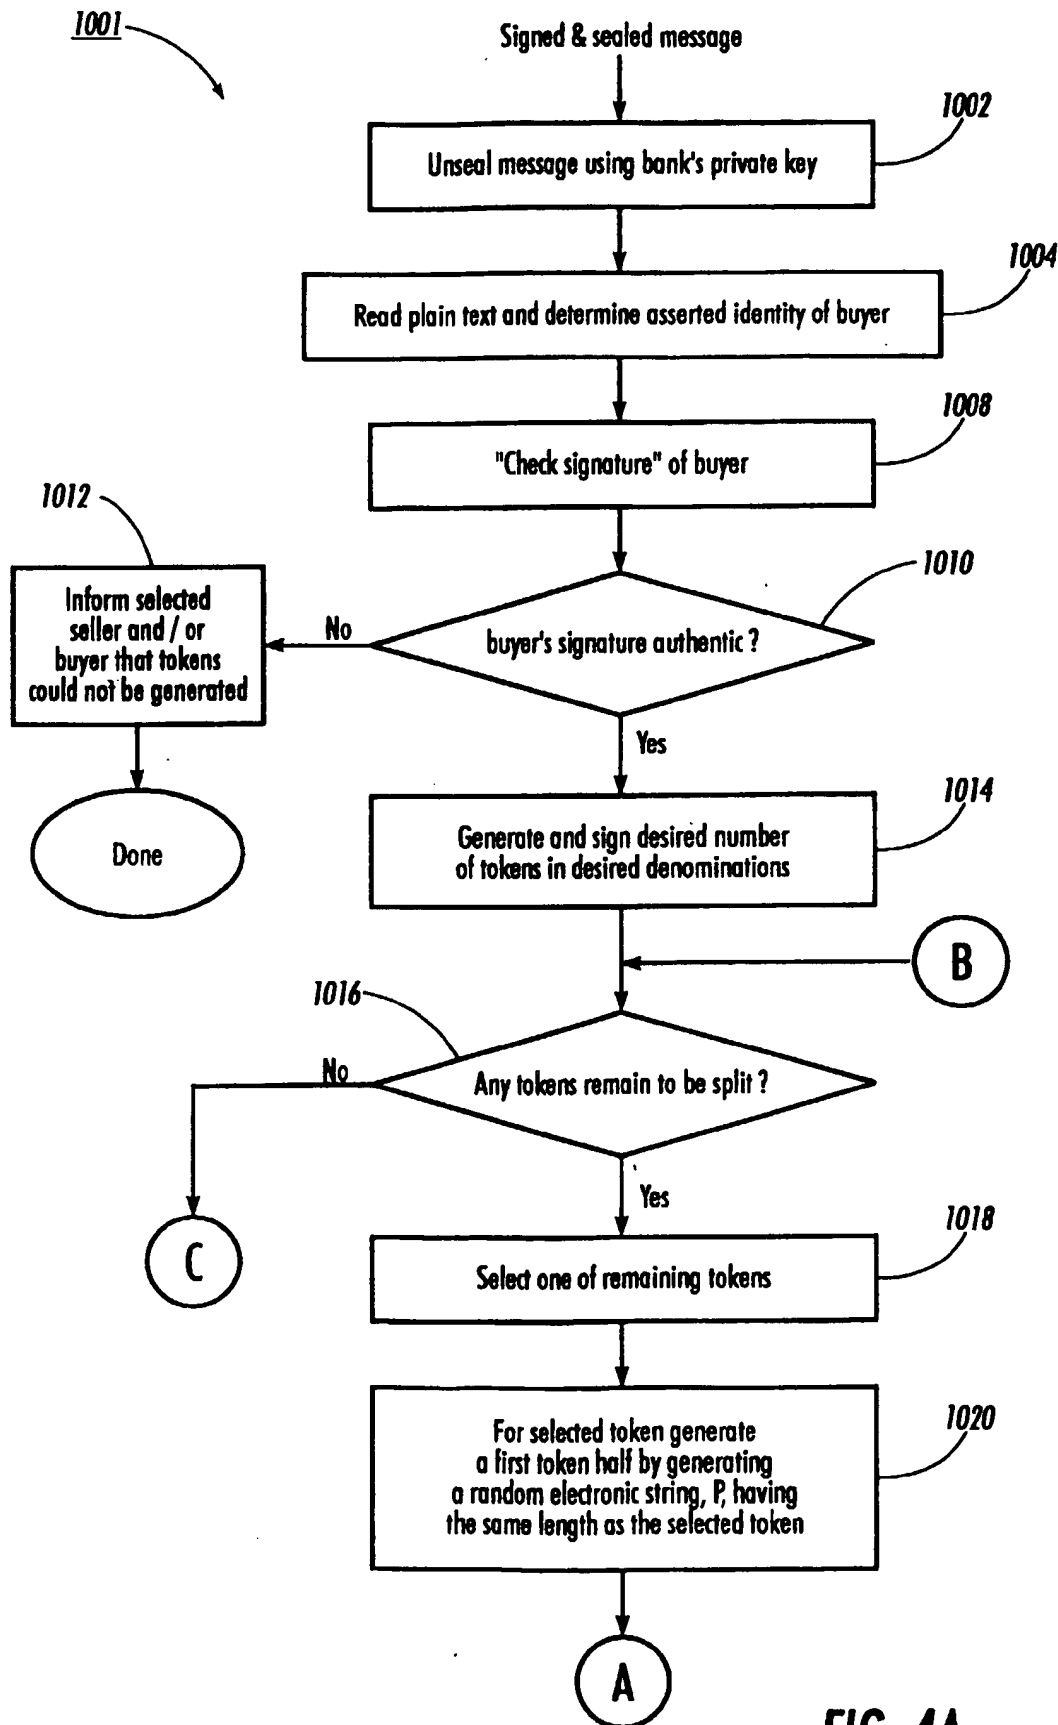 1001
Signed & sealed message
1002
Unseal message using bank's private key
1004
Read plain text and determine asserted identity of buyer
1008
"Check signature" of buyer
1012
Inform selected
seller and / or
buyer that tokens
could not be generated
No
1010
buyer's signature authentic ?
Yes
Done
1014
Generate and sign desired number
of tokens in desired denominations
B
1016
No
Any tokens remain to be split ?
Yes
C
1018
Select one of remaining tokens
1020
For selected token generate
a first token half by generating
a random electronic string, P, having
the same length as the selected token
A
FIG. 4A